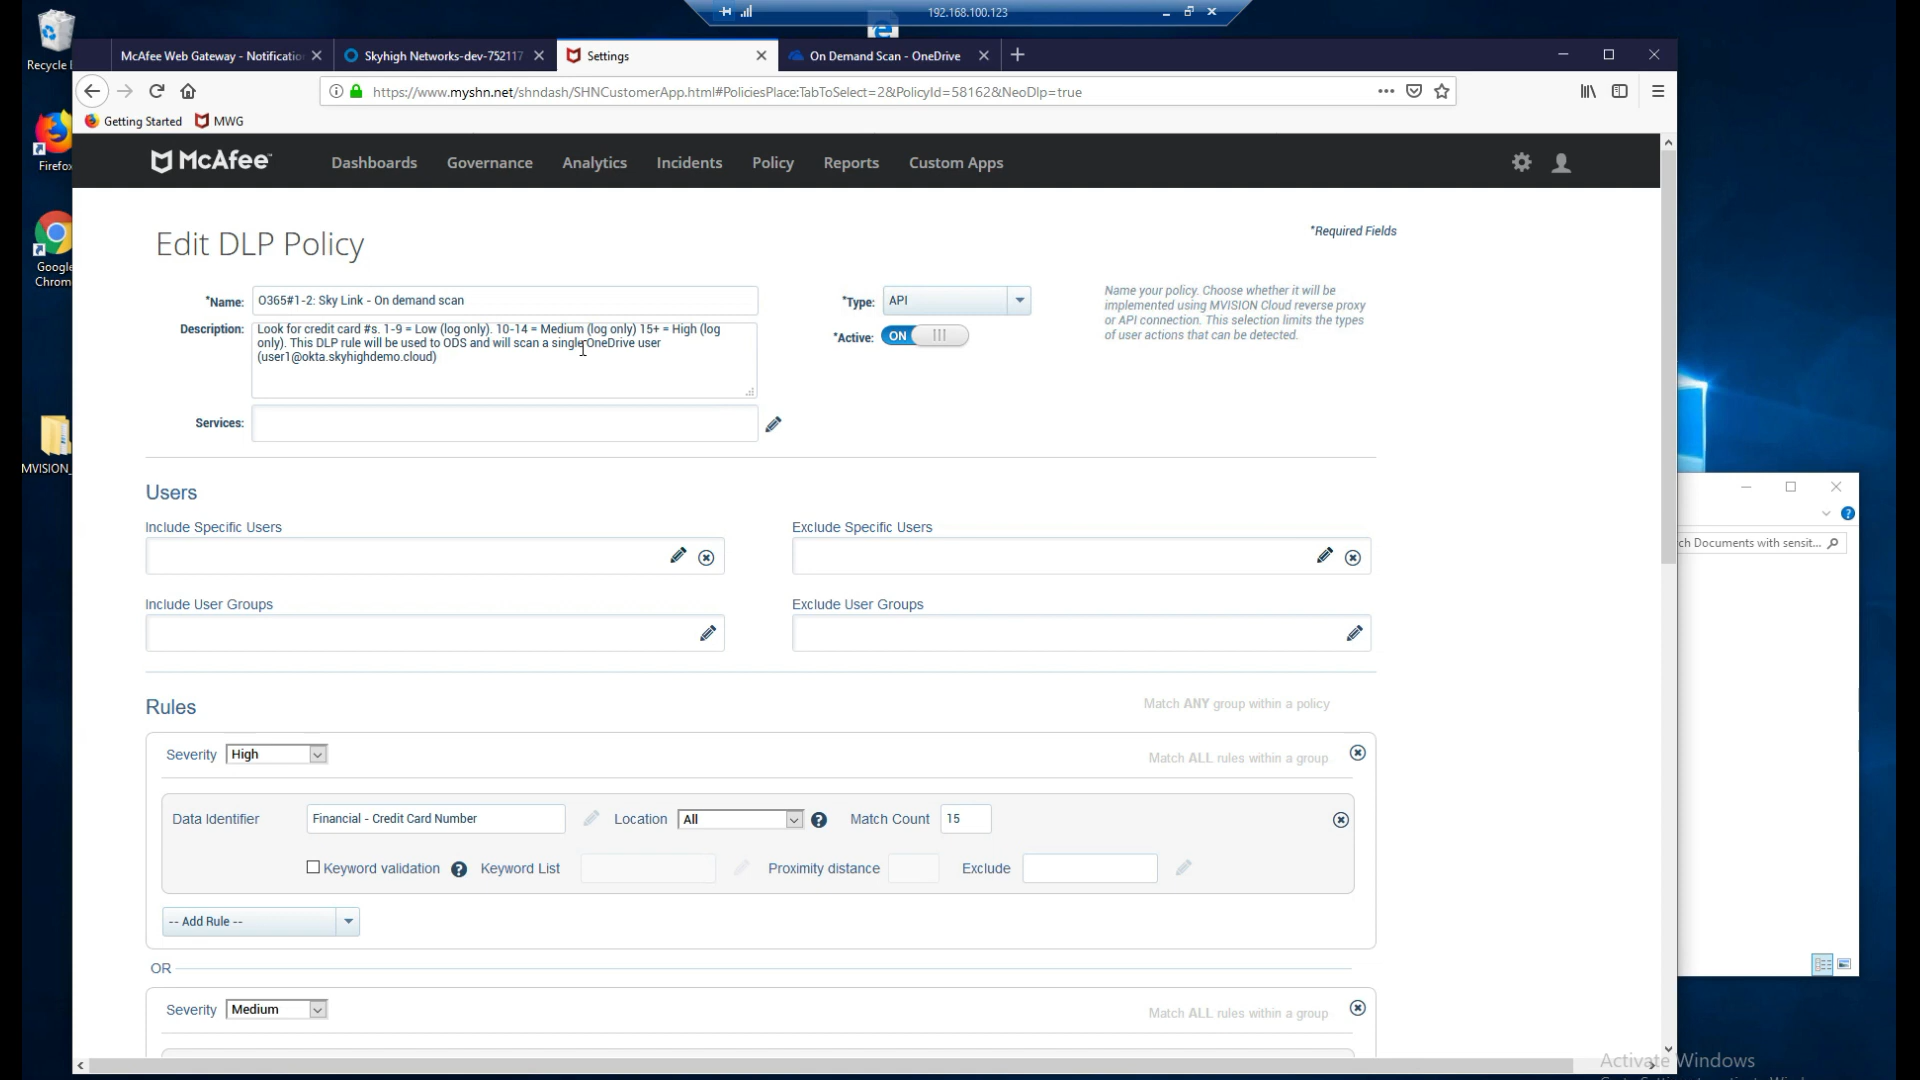 192.168.100.123
Recycle
McAfee Web Gateway - Notificatio
Skyhigh Networks-dev-752117
Settings
On Demand Scan - OneDrive
https://www.myshn.net/shndash/SHNCustomerApp.html#PoliciesPlace:TabToSelect=2&PolicyId=58162&NeoDlp=true
Getting Started
MWG
Firefox
McAfee
Dashboards
Governance
Analytics
Incidents
Policy
Reports
Custom Apps
Google
Chrome
Edit DLP Policy
*Required Fields
*Name:
O365#1-2: Sky Link - On demand scan
*Type:
API
Name your policy. Choose whether it will be
implemented using MVISION Cloud reverse proxy
or API connection. This selection limits the types
of user actions that can be detected.
Description:
Look for credit card #s. 1-9 = Low (log only). 10-14 = Medium (log only) 15+ = High (log
only). This DLP rule will be used to ODS and will scan a single OneDrive user
(user1@okta.skyhighdemo.cloud)
*Active:
ON
Services:
MVISION_
Users
Include Specific Users
Exclude Specific Users
ch Documents with sensit...
Include User Groups
Exclude User Groups
Rules
Match ANY group within a policy
Severity
High
Match ALL rules within a group
Data Identifier
Financial - Credit Card Number
Location
All
Match Count
15
Keyword validation
Keyword List
Proximity distance
Exclude
-- Add Rule --
OR
Severity
Medium
Match ALL rules within a group
Activate Windows